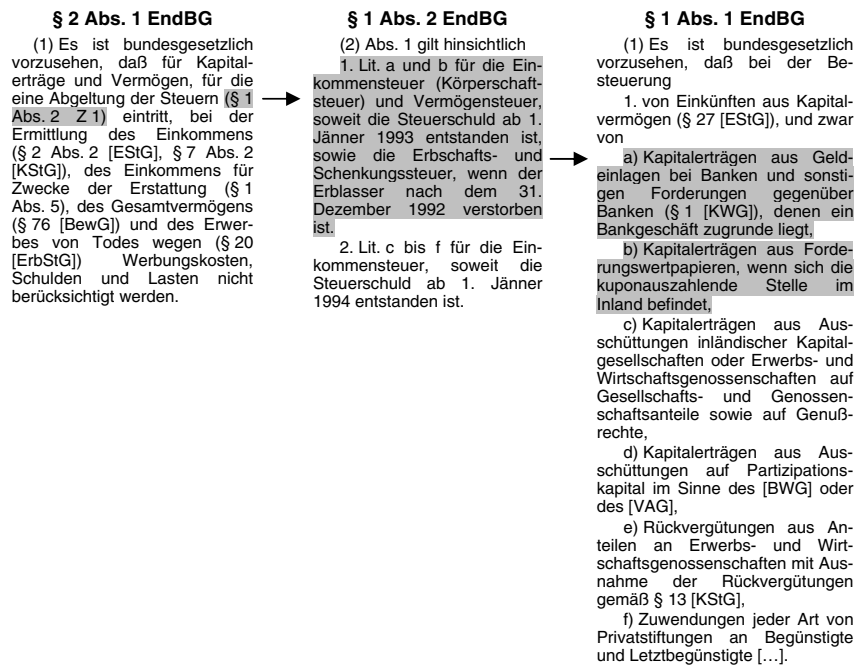 § 2 Abs. 1 EndBG
(1) Es ist bundesgesetzlich
vorzusehen, daß für Kapital-
erträge und Vermögen, für die
eine Abgeltung der Steuern (§ 1
Abs. 2 Z 1) eintritt, bei der
Ermittlung des Einkommens
(§ 2 Abs. 2 [EStG], § 7 Abs. 2
[KStG]), des Einkommens für
Zwecke der Erstattung (§ 1
Abs. 5), des Gesamtvermögens
(§ 76 [BewG]) und des Erwer-
bes von Todes wegen (§ 20
[ErbStG]) Werbungskosten,
Schulden und Lasten nicht
berücksichtigt werden.
§ 1 Abs. 2 EndBG
(2) Abs. 1 gilt hinsichtlich
1. Lit. a und b für die Ein-
kommensteuer (Körperschaft-
steuer) und Vermögensteuer,
soweit die Steuerschuld ab 1.
Jänner 1993 entstanden ist,
sowie die Erbschafts- und
Schenkungssteuer, wenn der
Erblasser nach dem 31.
Dezember 1992 verstorben
ist.
2. Lit. c bis f für die Ein-
kommensteuer, soweit die
Steuerschuld ab 1. Jänner
1994 entstanden ist.
§ 1 Abs. 1 EndBG
(1) Es ist bundesgesetzlich
vorzusehen, daß bei der Be-
steuerung
1. von Einkünften aus Kapital-
vermögen (§ 27 [EStG]), und zwar
von
a) Kapitalerträgen aus Geld-
einlagen bei Banken und sonsti-
gen Forderungen gegenüber
Banken (§ 1 [KWG]), denen ein
Bankgeschäft zugrunde liegt,
b) Kapitalerträgen aus Forde-
rungswertpapieren, wenn sich die
kuponauszahlende Stelle im
Inland befindet,
c) Kapitalerträgen aus Aus-
schüttungen inländischer Kapital-
gesellschaften oder Erwerbs- und
Wirtschaftsgenossenschaften auf
Gesellschafts- und Genossen-
schaftsanteile sowie auf Genuß-
rechte,
d) Kapitalerträgen aus Aus-
schüttungen auf Partizipations-
kapital im Sinne des [BWG] oder
des [VAG],
e) Rückvergütungen aus An-
teilen an Erwerbs- und Wirt-
schaftsgenossenschaften mit Aus-
nahme der Rückvergütungen
gemäß § 13 [KStG],
f) Zuwendungen jeder Art von
Privatstiftungen an Begünstigte
und Letztbegünstigte […].